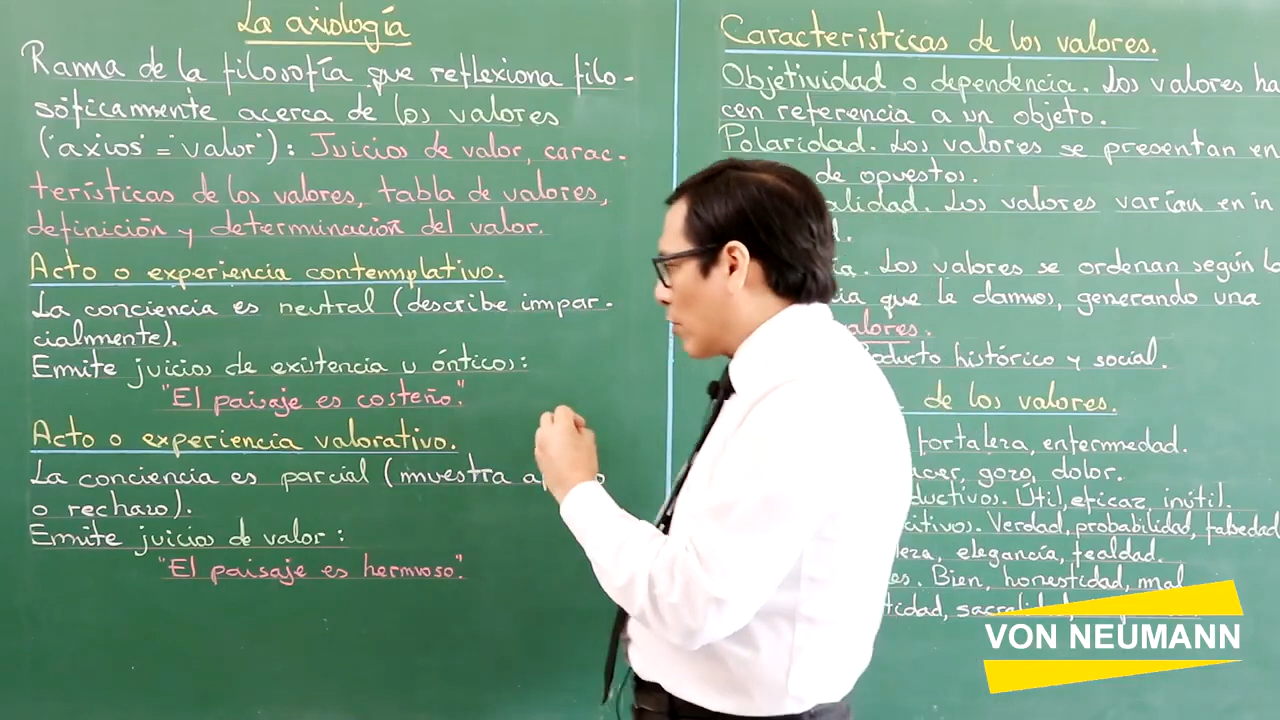 La axiología
Rama de la filosofía que reflexiona filo-
sóficamente acerca de los valores
("axios" = "valor"): Juicios de valor, carac-
terísticas de los valores, tabla de valores,
definición y determinación del valor.
Acto o experiencia contemplativo.
La conciencia es neutral (describe impar-
cialmente).
Emite juicios de existencia u ónticos:
"El paisaje es costeño."
Acto o experiencia valorativo.
La conciencia es parcial (muestra
o rechazo).
Emite juicios de valor:
"El paisaje es hermoso."
Características de los valores.
Objetividad o dependencia. Los valores ha
cen referencia a un objeto.
Polaridad. Los valores se presentan en
de opuestos.
alidad. Los valores varían en in
d.
ia. Los valores se ordenan según la
cia que le damos, generando una
alores.
oducto histórico y social.
de los valores.
fortaleza, enfermedad.
acer, gozo, dolor.
ductivos. Útil, eficaz, inútil.
citivos. Verdad, probabilidad, falsedad
leza, elegancia, fealdad.
es. Bien, honestidad, mal
tidad,
VON NEUMANN